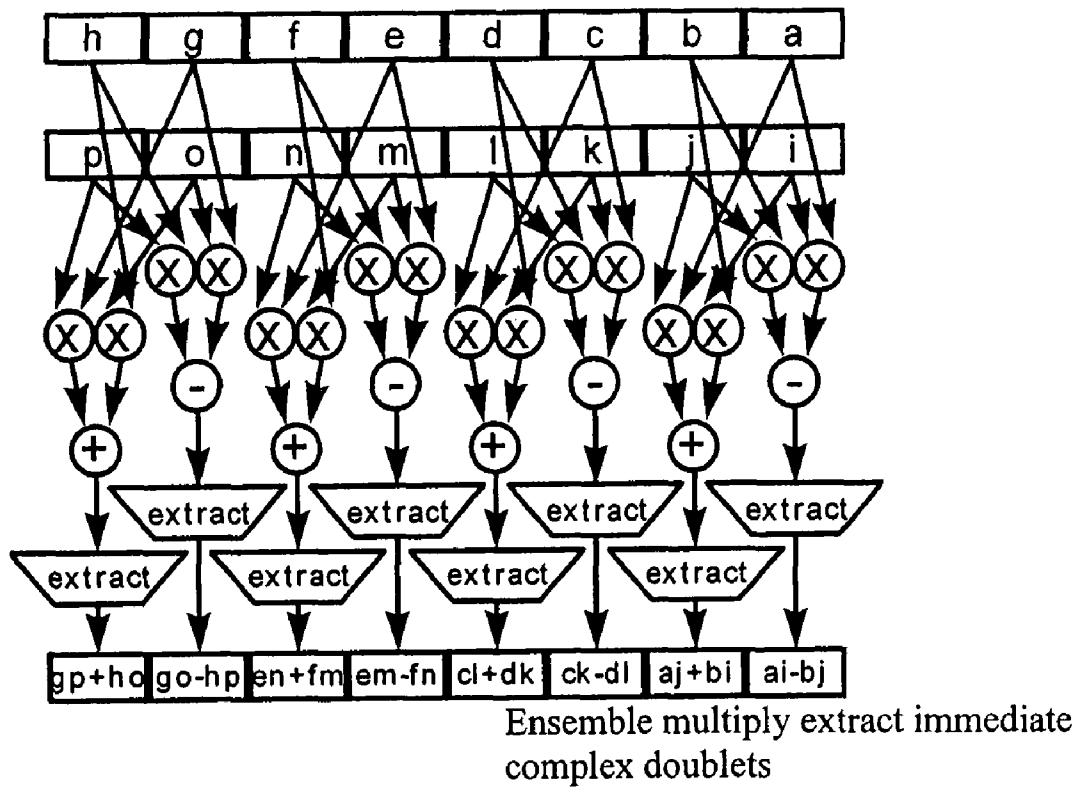 h g f e d c b a
p o n m l k j i
X X X X X X X X
X X X X X X X X
- - - -
+ + + +
extract extract extract extract
extract extract extract extract
gp+ho go-hp en+fm em-fn cl+dk ck-dl aj+bi ai-bj
Ensemble multiply extract immediate
complex doublets